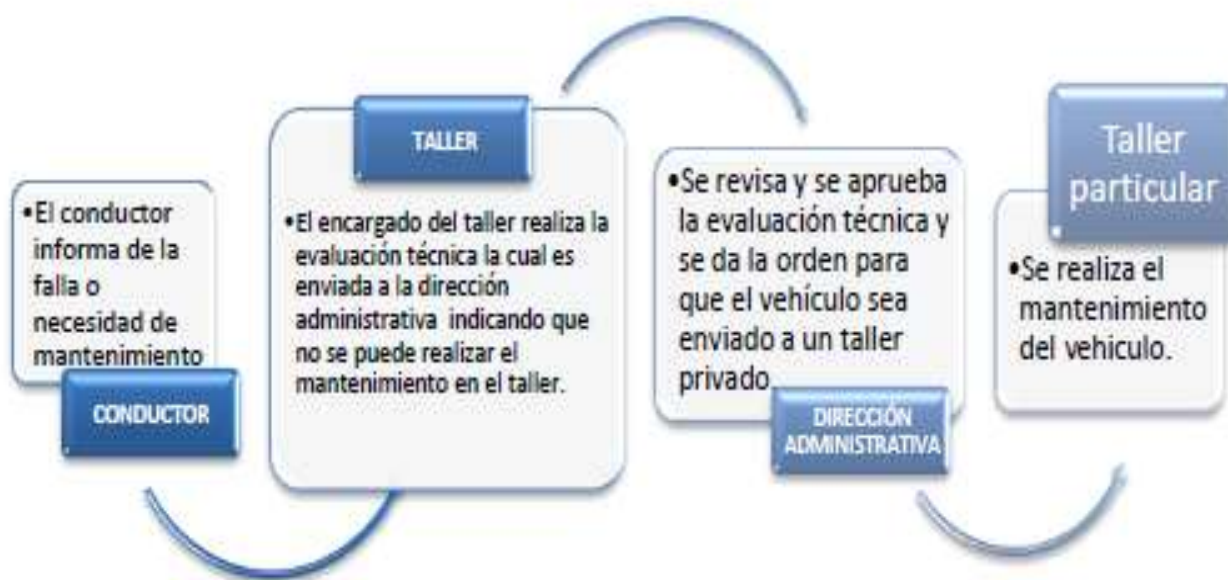 •El conductor
informa de la
falla o
necesidad de
mantenimiento
CONDUCTOR
TALLER
•El encargado del taller realiza la
evaluación técnica la cual es
enviada a la dirección
administrativa indicando que
no se puede realizar el
mantenimiento en el taller.
•Se revisa y se aprueba
la evaluación técnica y
se da la orden para
que el vehículo sea
enviado a un taller
privado
DIRECCIÓN
ADMINISTRATIVA
Taller
particular
•Se realiza el
mantenimiento
del vehiculo.